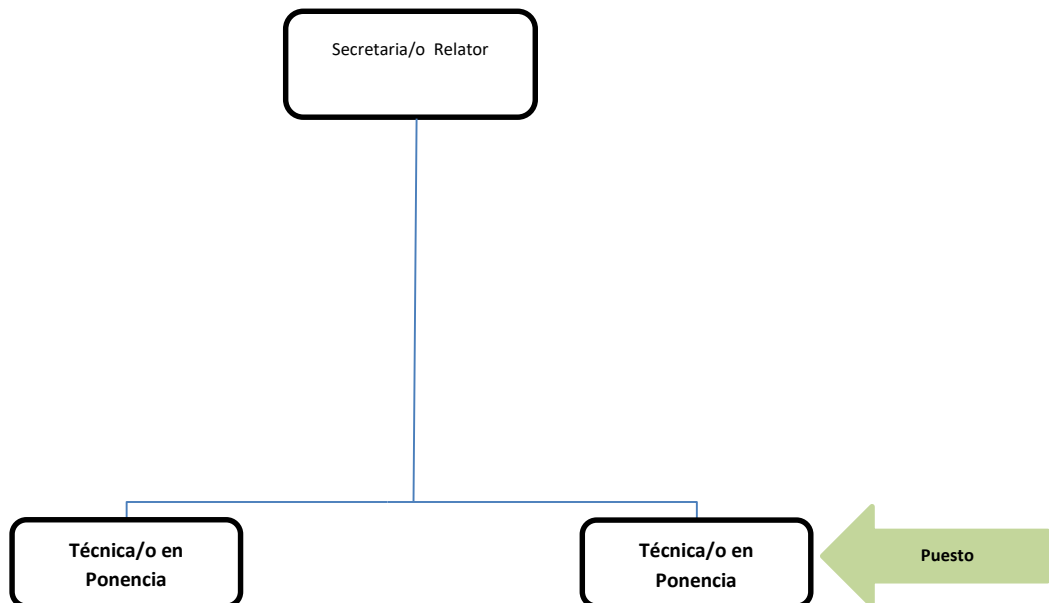 Secretaria/o Relator
Técnica/o en
Ponencia
Técnica/o en
Ponencia
Puesto